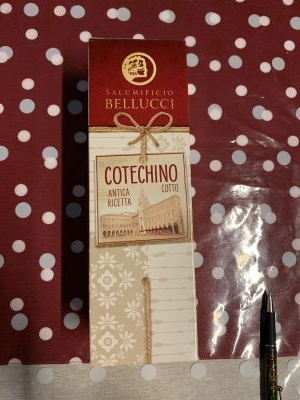 SALUMIFICIO
BELLUCCI
COTECHINO
ANTICA COTTO
RICETTA